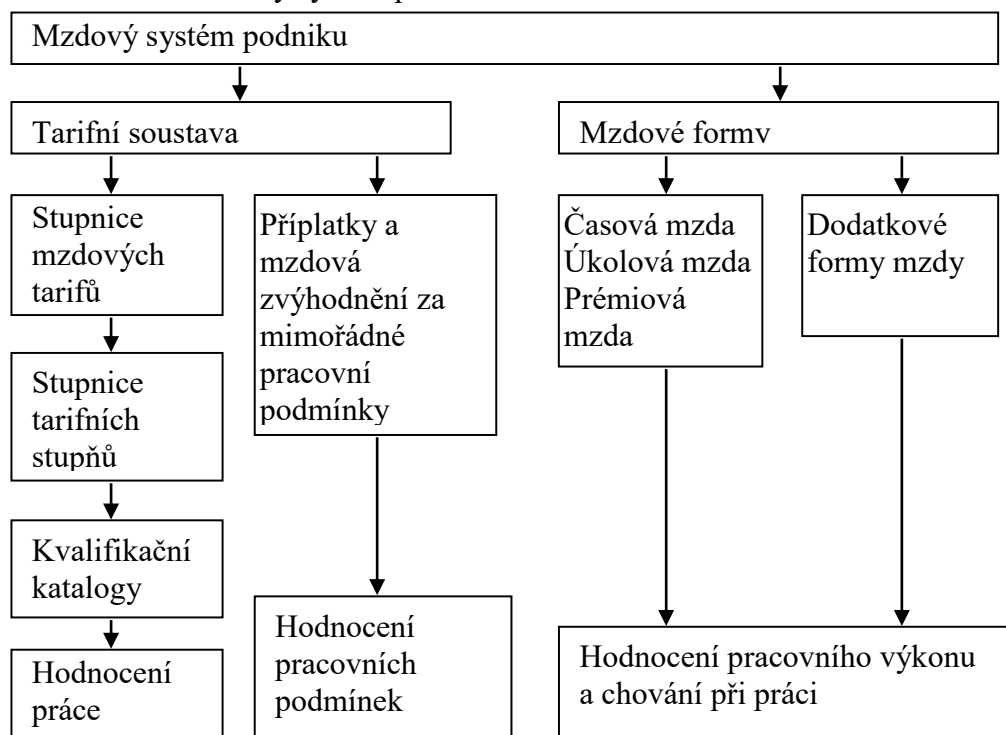 Mzdový systém podniku
Tarifní soustava
Mzdové formv
Stupnice
mzdových
tarifů
Příplatky a
mzdová
zvýhodnění za
mimořádné
pracovní
podmínky
Časová mzda
Úkolová mzda
Prémiová
mzda
Dodatkové
formy mzdy
Stupnice
tarifních
stupňů
Kvalifikační
katalogy
Hodnocení
práce
Hodnocení
pracovních
podmínek
Hodnocení pracovního výkonu
a chování při práci